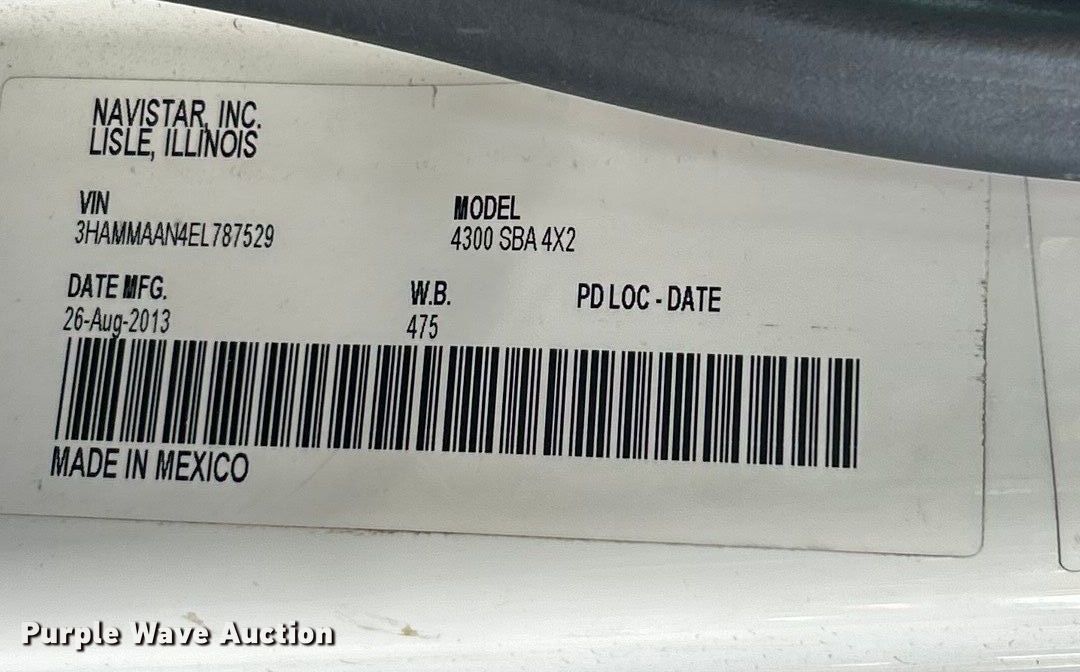 NAVISTAR, INC.
LISLE, ILLINOIS
VIN
3HAMMAAN4EL787529
MODEL
4300 SBA 4X2
DATE MFG.
26-Aug-2013
W.B.
475
PD LOC - DATE
MADE IN MEXICO
Purple Wave Auction